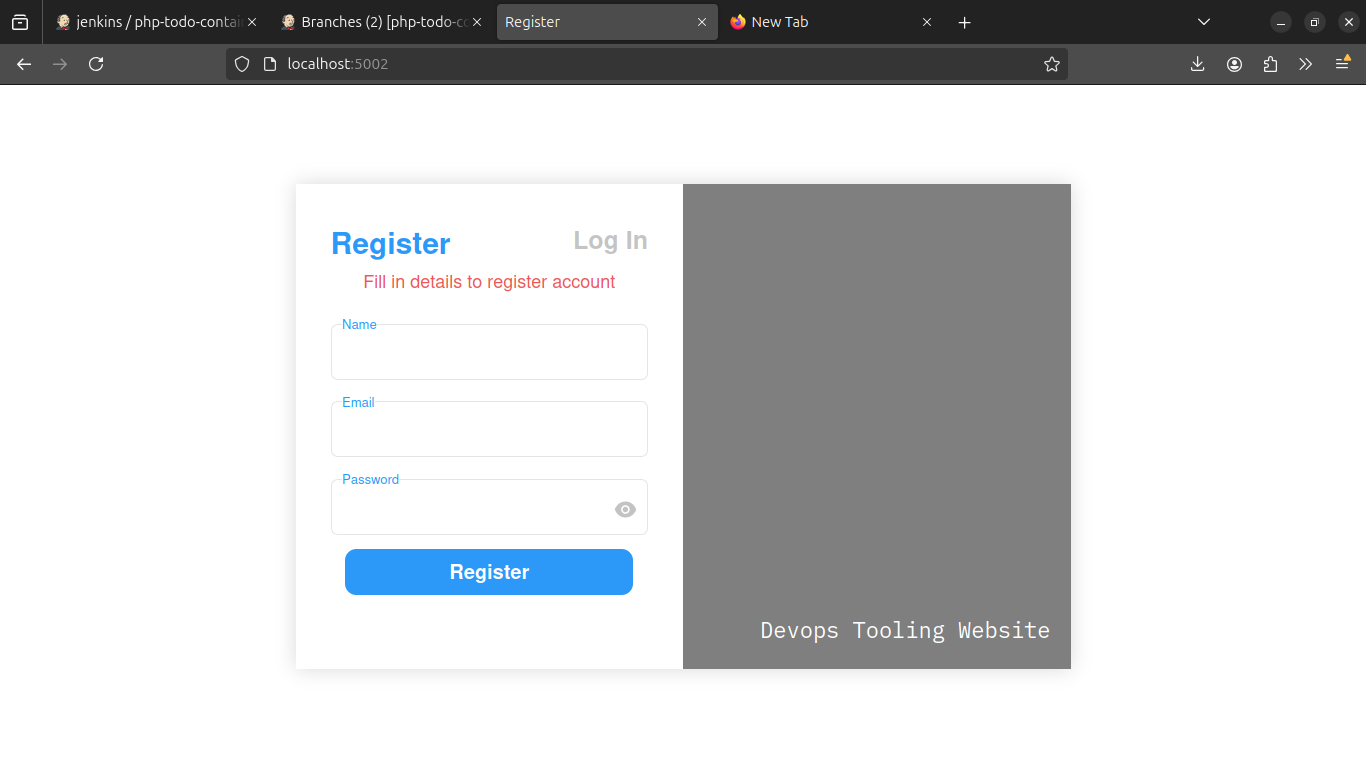 jenkins / php-todo-contai
Branches (2) [php-todo-c
Register
New Tab
localhost:5002
Register
Log In
Fill in details to register account
Name
Email
Password
Register
Devops Tooling Website